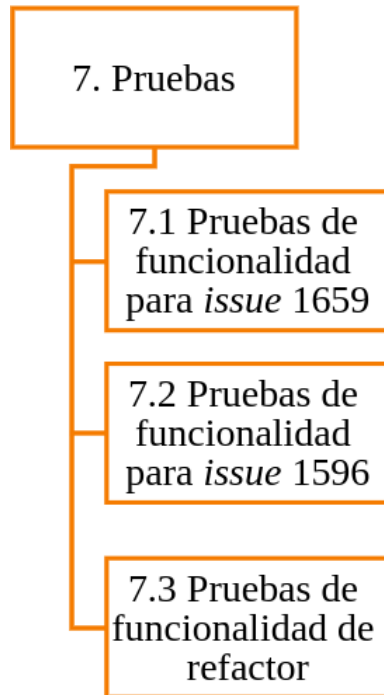 7. Pruebas
7.1 Pruebas de
funcionalidad
para issue 1659
7.2 Pruebas de
funcionalidad
para issue 1596
7.3 Pruebas de
funcionalidad de
refactor